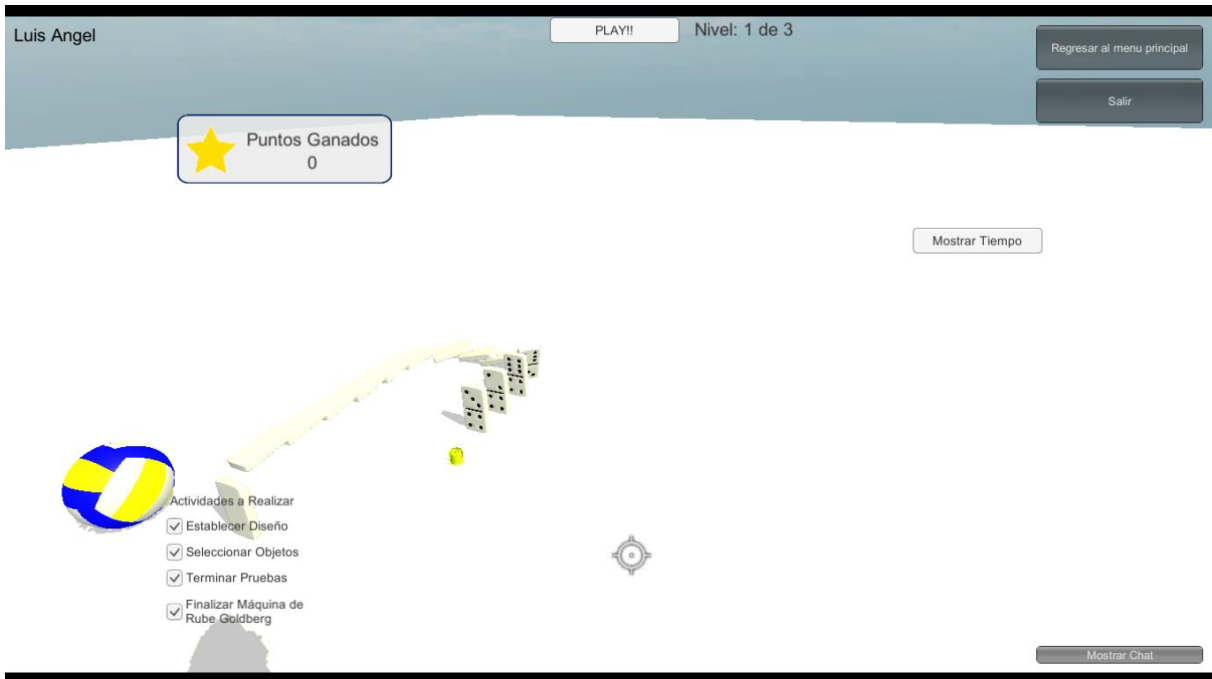 Luis Angel
PLAY!!
Nivel: 1 de 3
Regresar al menu principal
Salir
Puntos Ganados
0
Mostrar Tiempo
Actividades a Realizar
Establecer Diseño
Seleccionar Objetos
Terminar Pruebas
Finalizar Máquina de
Rube Goldberg
Mostrar Chat